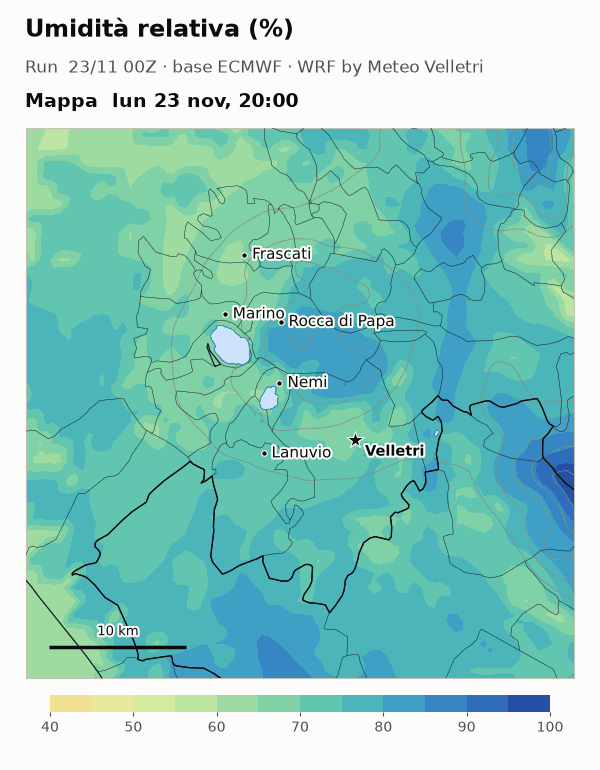 Umidità relativa (%)
Run  23/11 00Z · base ECMWF · WRF by Meteo Velletri
Mappa  lun 23 nov, 20:00
Frascati
Marino
Rocca di Papa
Nemi
Velletri
Lanuvio
10 km
40 50 60 70 80 90 100